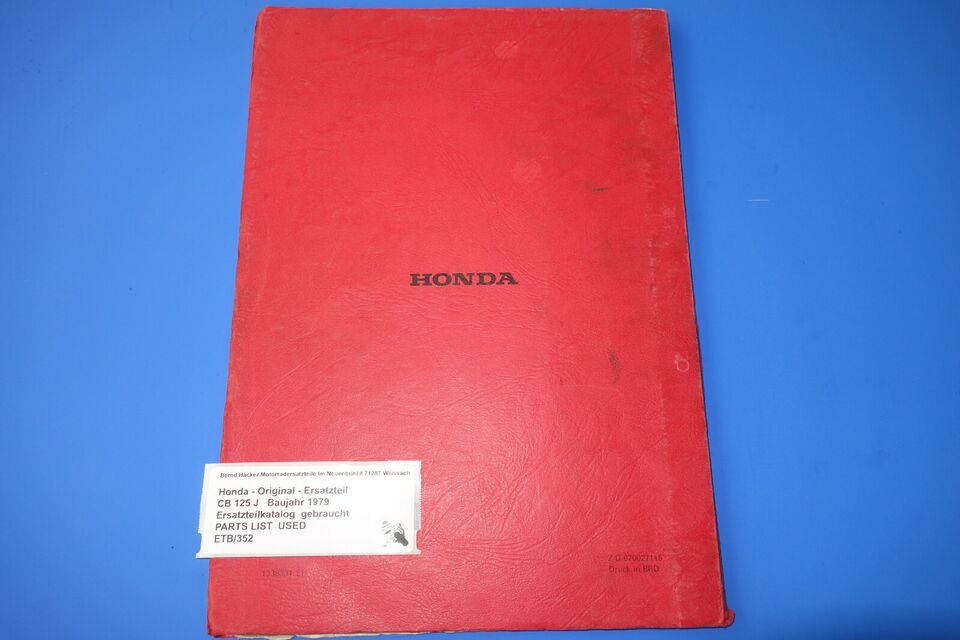 HONDA
Bernd Häcker Motorradersatzteile Im Neuenbühl 8,71287 Weissach
Honda - Original - Ersatzteil
CB 125 J Baujahr 1979
Ersatzteilkatalog gebraucht
PARTS LIST USED
ETB/352
Druck in BRD